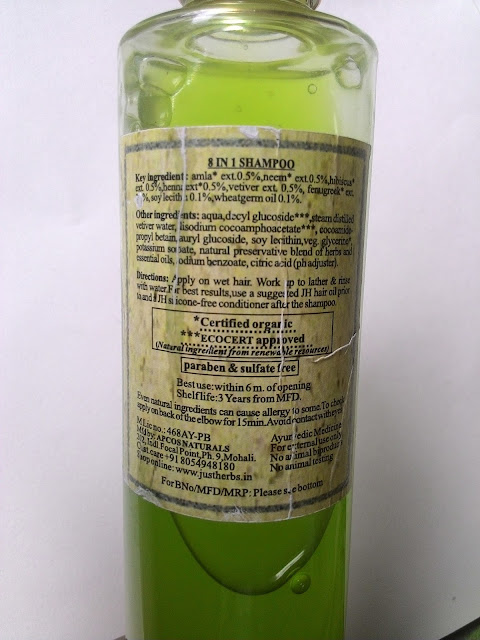 8 IN 1 SHAMPOO
Key ingredients: amla* ext.0.5%,neem* ext.0.5%,hibiscus*
ext. 0.5%,henna ext*0.5%,vetiver ext, 0.5%, fenugreek* ext.
%,soy lecithin 0.1%,wheatgerm oil 0.1%.
Other ingredients: aqua,decyl glucoside***,steam distilled
vetiver water, disodium cocoamphoacetate***, cocoamido-
propyl betain, lauryl glucoside, soy lecithin,veg. glycerine*,
potassium sorbate, natural preservative blend of herbs and
essential oils, sodium benzoate, citric acid (ph adjuster).
Directions: Apply on wet hair. Work up to lather & rinse
with water.For best results,use a suggested JH hair oil prior
to and a JH silicone-free conditioner after the shampoo.
*Certified organic
***ECOCERT approved
(Natural ingredient from renewable resources)
paraben & sulfate free
Best use: within 6 m. of opening
Shelf life: 3 Years from MFD.
Even natural ingredients can cause allergy to some.To check,
apply on back of the elbow for 15min.Avoid contact with eye
M.Lic no.: 468AY-PB
Mfd by: APCOS NATURALS
Indl Focal Point, Ph. 9, Mohali.
care +91 8054948180
Shop online: www.justherbs.in
Ayurvedic Medicine
For external use only
No animal
No animal testing
For BNo/MFD/MRP: Please see bottom